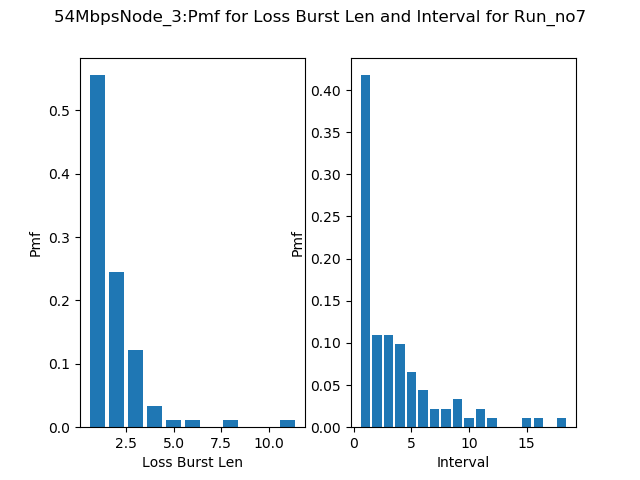 54MbpsNode_3:Pmf for Loss Burst Len and Interval for Run_no7
Pmf
0.5
0.4
0.3
0.2
0.1
0.0
2.5 5.0 7.5 10.0
Loss Burst Len
Pmf
0.40
0.35
0.30
0.25
0.20
0.15
0.10
0.05
0.00
0 5 10 15
Interval